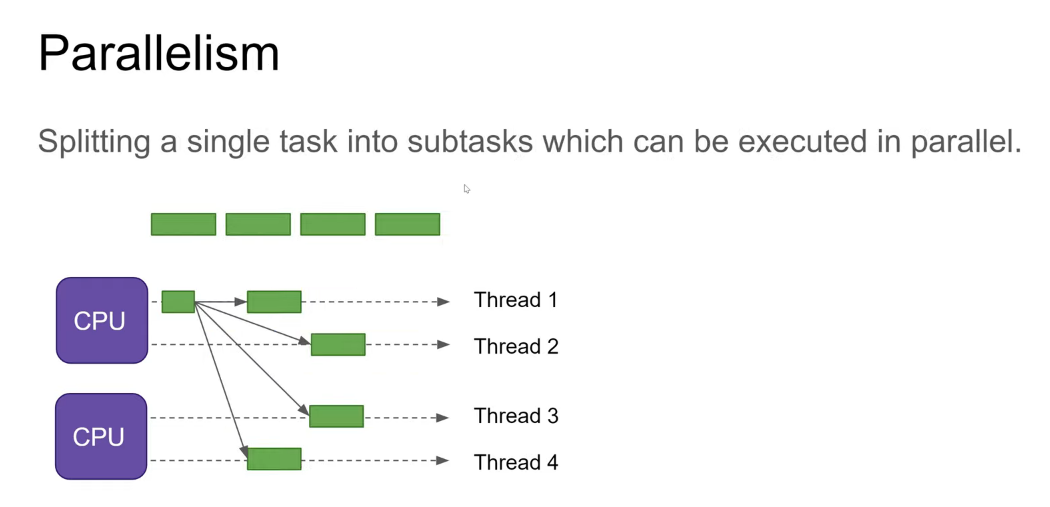 Parallelism
Splitting a single task into subtasks which can be executed in parallel.
CPU
Thread 1
Thread 2
CPU
Thread 3
Thread 4